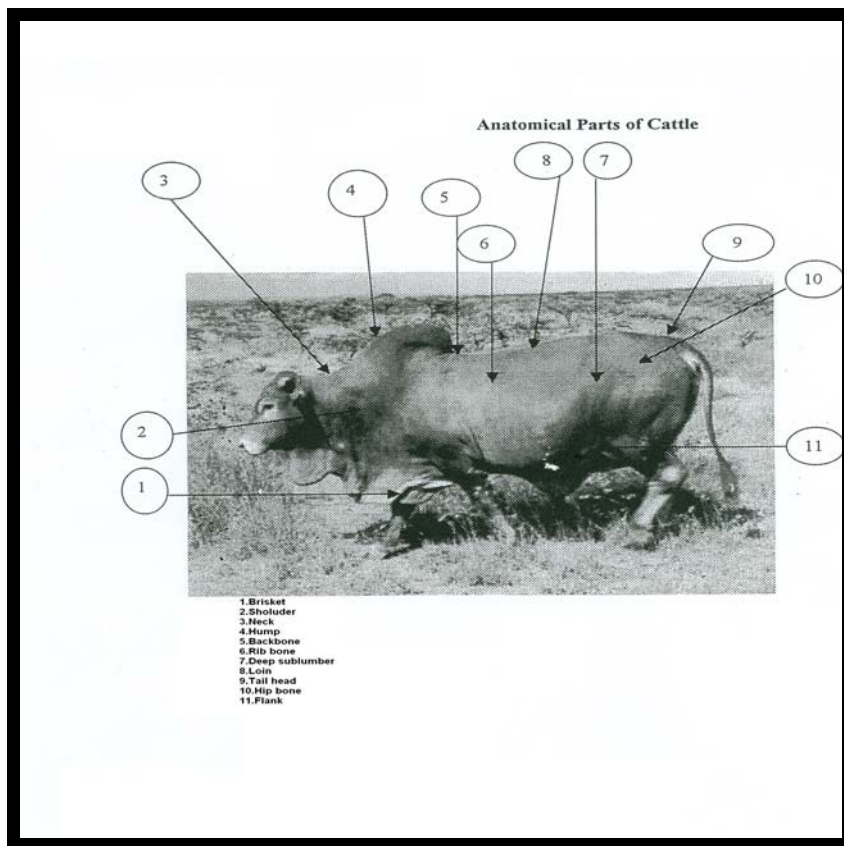 Anatomical Parts of Cattle
8
7
3
4
5
6
9
10
2
11
1
1.Brisket
2.Sholuder
3.Neck
4.Hump
5.Backbone
6.Rib bone
7.Deep sublumber
8.Loin
9.Tail head
10.Hip bone
11.Flank